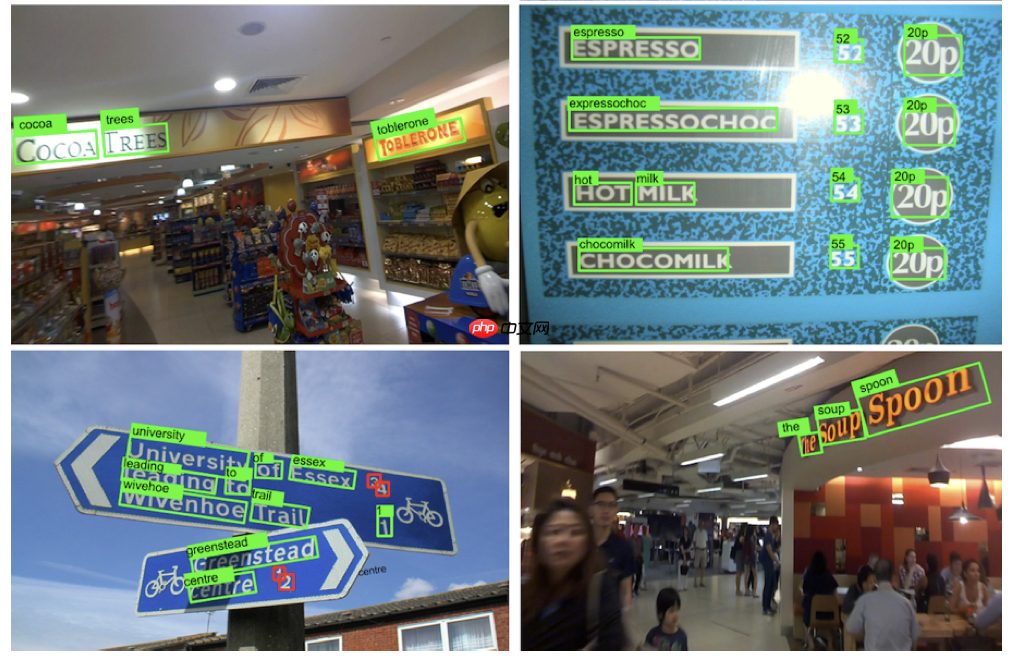 cocoa trees
COCOA TREES
toblerone
TOBLERONE
espresso 52 20p
ESPRESSO 52 20p
expressochoc 53 20p
ESPRESSOCHOC 53 20p
hot milk 54 20p
HOT MILK 54 20p
chocomilk 55 20p
CHOCOMILK 55 20p
php中文网
university of essex
University of Essex
leading to
leading to
wivehoe trail 1
Wivenhoe Trail 1
greenstead
Greenstead
centre centre
Centre
the soup spoon
The Soup Spoon